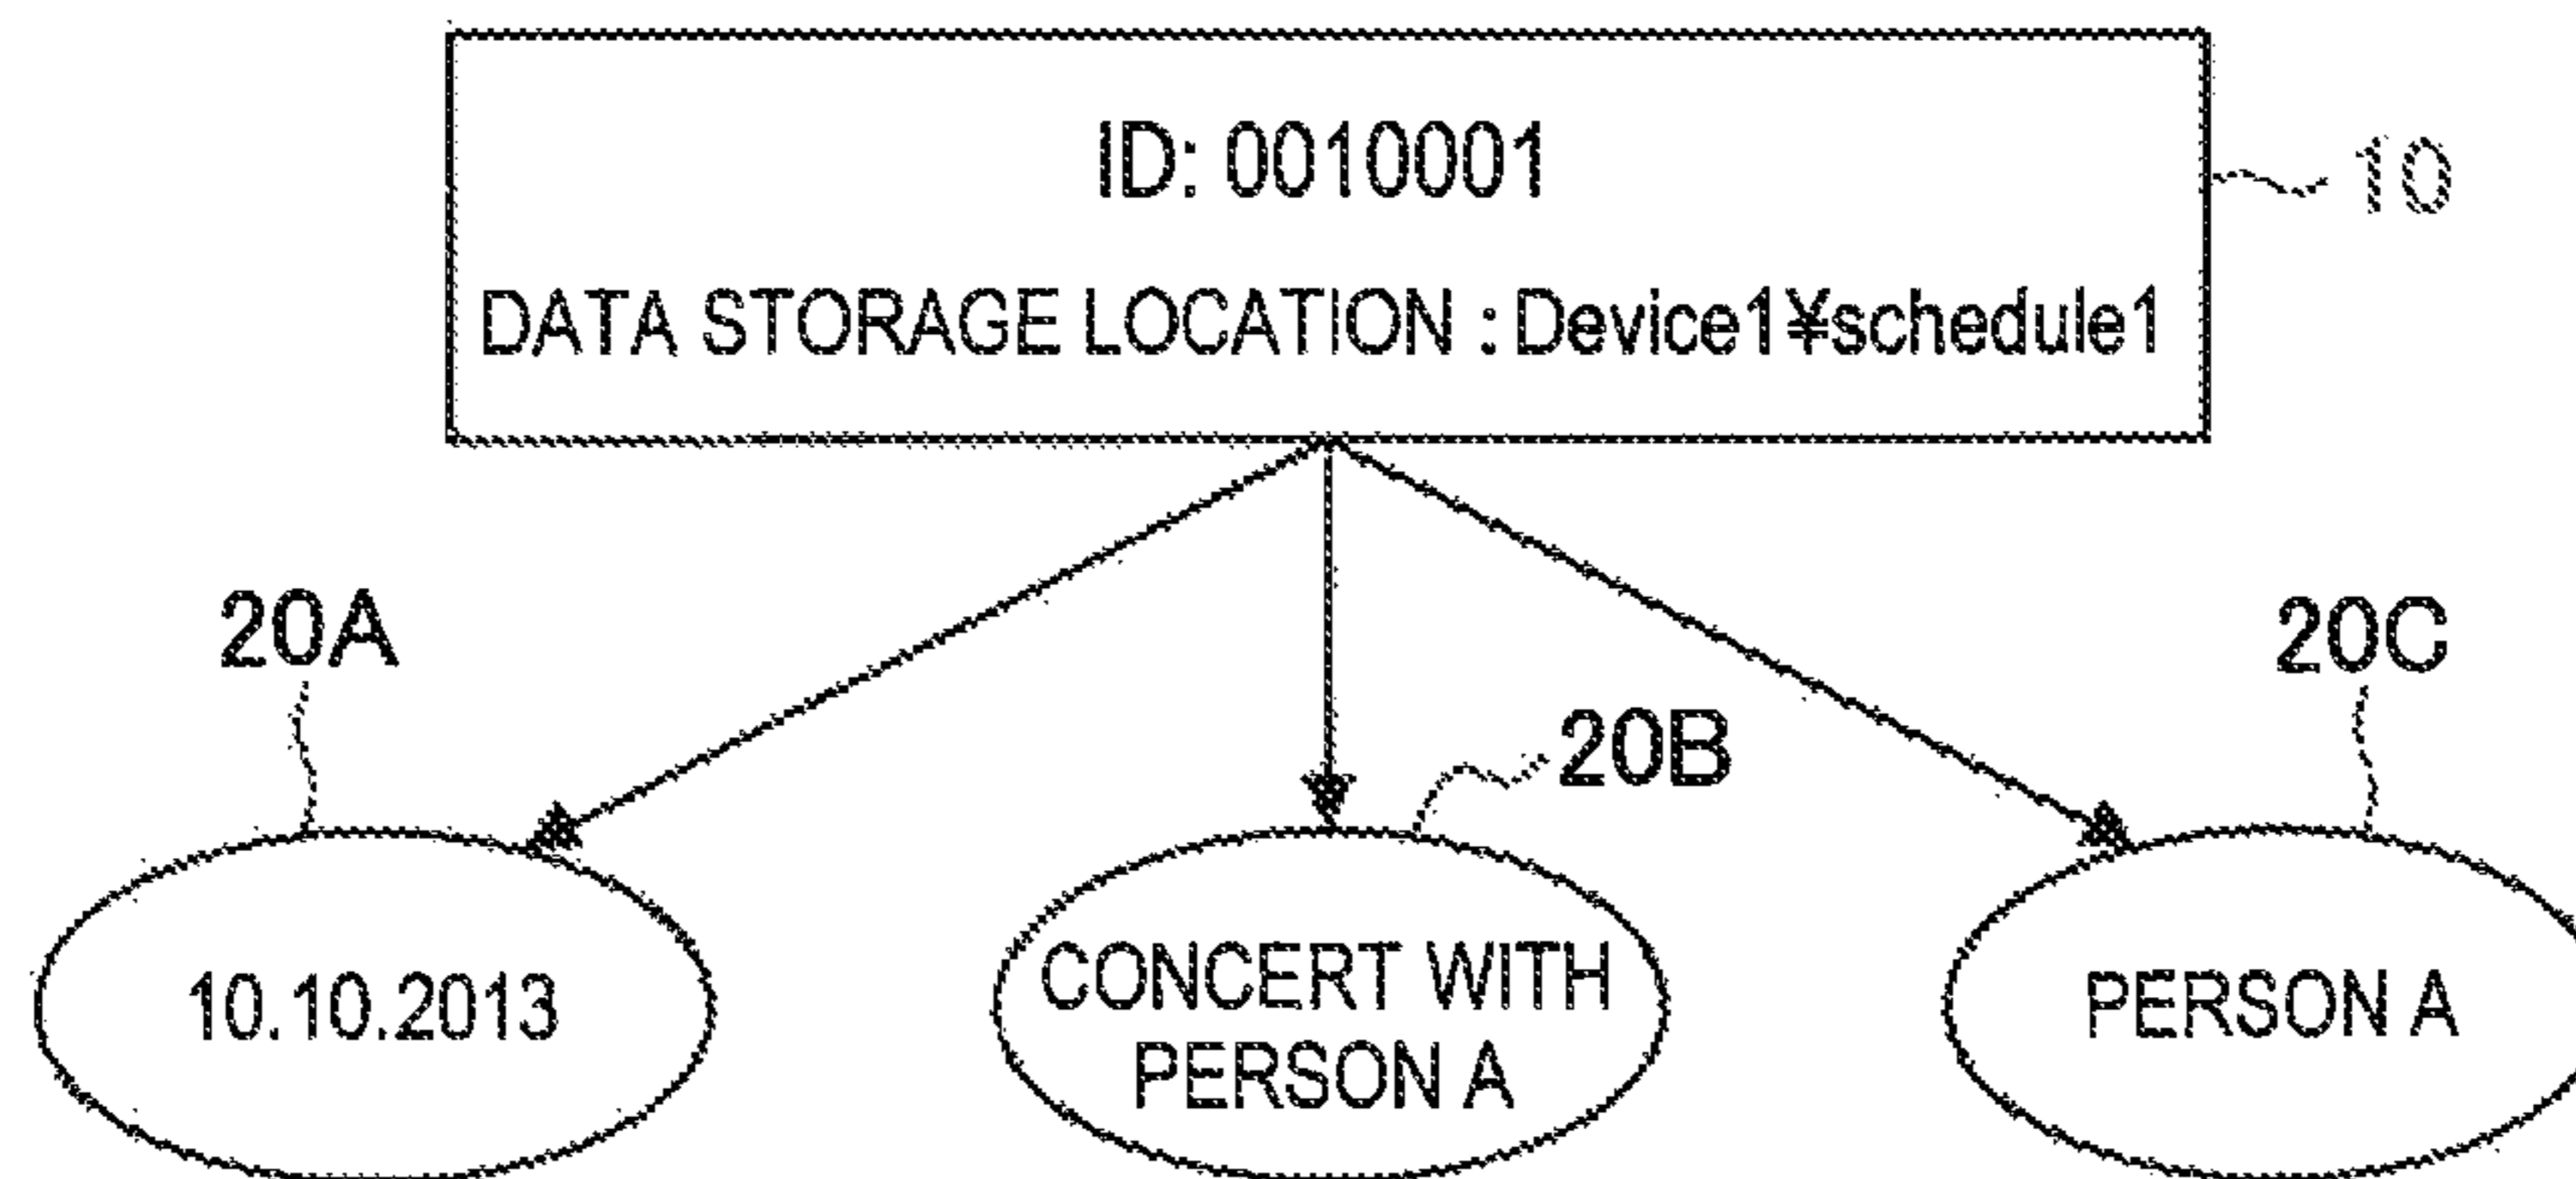 ID: 0010001
10
DATA STORAGE LOCATION : Device1¥schedule1
20A
20B
20C
10.10.2013
CONCERT WITH
PERSON A
PERSON A